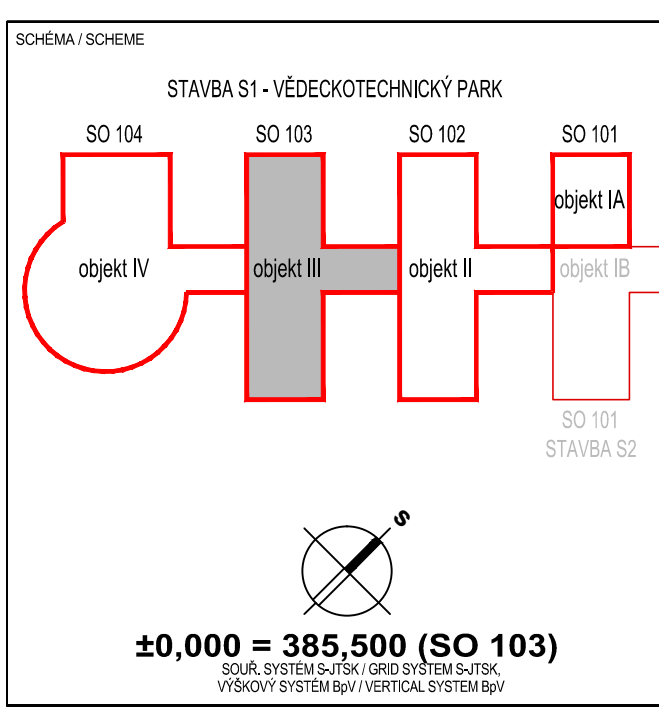 SCHÉMA / SCHEME
STAVBA S1 - VĚDECKOTECHNICKÝ PARK
SO 104 SO 103 SO 102 SO 101
objekt IA
objekt IV objekt III objekt II objekt IB
SO 101
STAVBA S2
S
±0,000 = 385,500 (SO 103)
SOUŘ. SYSTÉM S-JTSK / GRID SYSTEM S-JTSK,
VÝŠKOVÝ SYSTÉM BpV / VERTICAL SYSTEM BpV